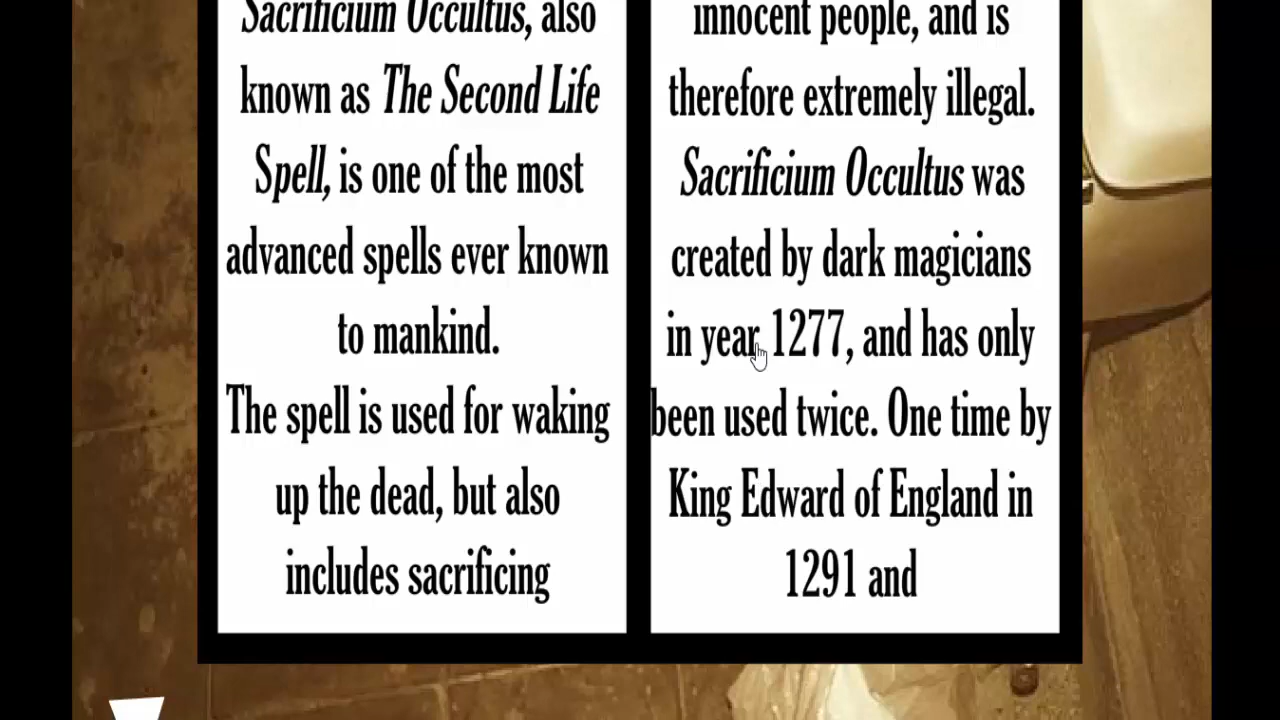 Sacrificium Occultus, also
known as The Second Life
Spell, is one of the most
advanced spells ever known
to mankind.
The spell is used for waking
up the dead, but also
includes sacrificing
innocent people, and is
therefore extremely illegal.
Sacrificium Occultus was
created by dark magicians
in year 1277, and has only
been used twice. One time by
King Edward of England in
1291 and